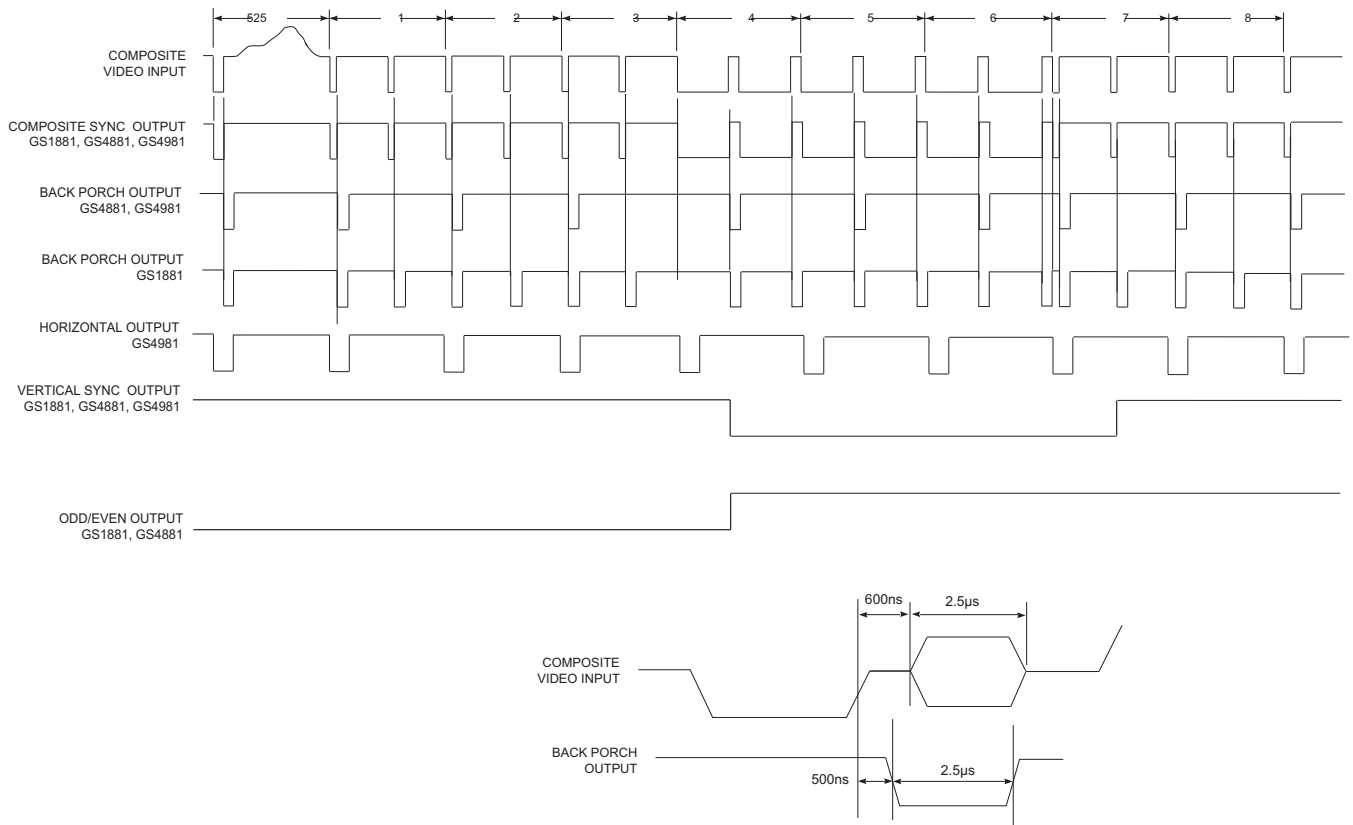 525 1 2 3 4 5 6 7 8
COMPOSITE
VIDEO INPUT
COMPOSITE SYNC OUTPUT
GS1881, GS4881, GS4981
BACK PORCH OUTPUT
GS4881, GS4981
BACK PORCH OUTPUT
GS1881
HORIZONTAL OUTPUT
GS4981
VERTICAL SYNC OUTPUT
GS1881, GS4881, GS4981
ODD/EVEN OUTPUT
GS1881, GS4881
600ns 2.5µs
COMPOSITE
VIDEO INPUT
BACK PORCH
OUTPUT
500ns 2.5µs